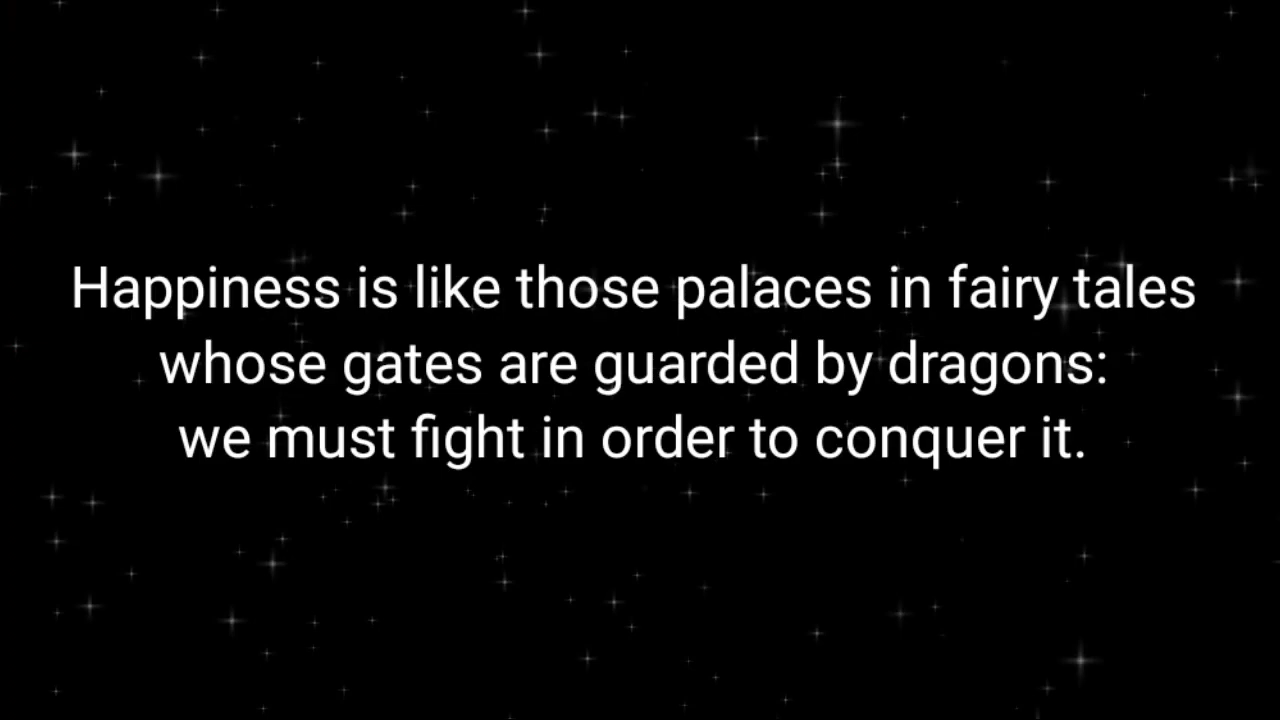 Happiness is like those palaces in fairy tales
whose gates are guarded by dragons:
we must fight in order to conquer it.